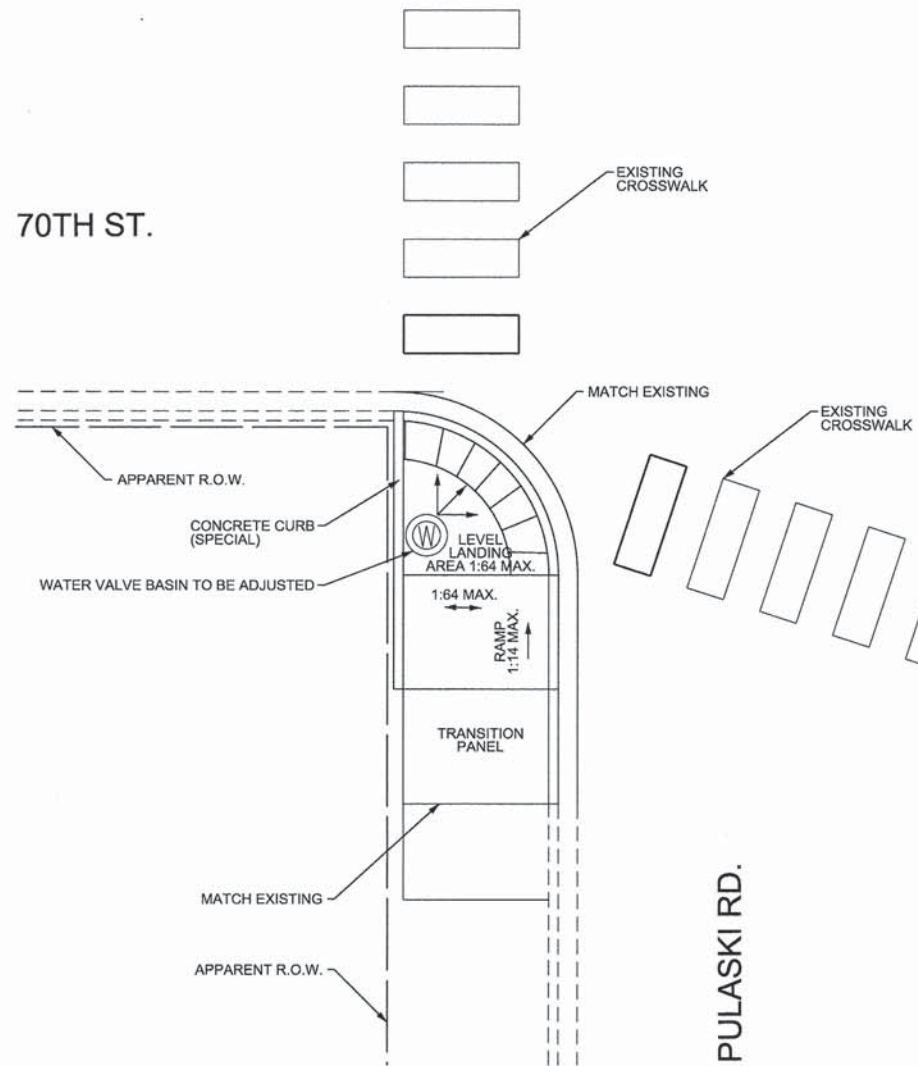 EXISTING
CROSSWALK
70TH ST.
MATCH EXISTING
EXISTING
CROSSWALK
APPARENT R.O.W.
CONCRETE CURB
(SPECIAL)
W
LEVEL
LANDING
AREA 1:64 MAX.
WATER VALVE BASIN TO BE ADJUSTED
1:64 MAX.
RAMP
1:14 MAX.
TRANSITION
PANEL
MATCH EXISTING
APPARENT R.O.W.
PULASKI RD.